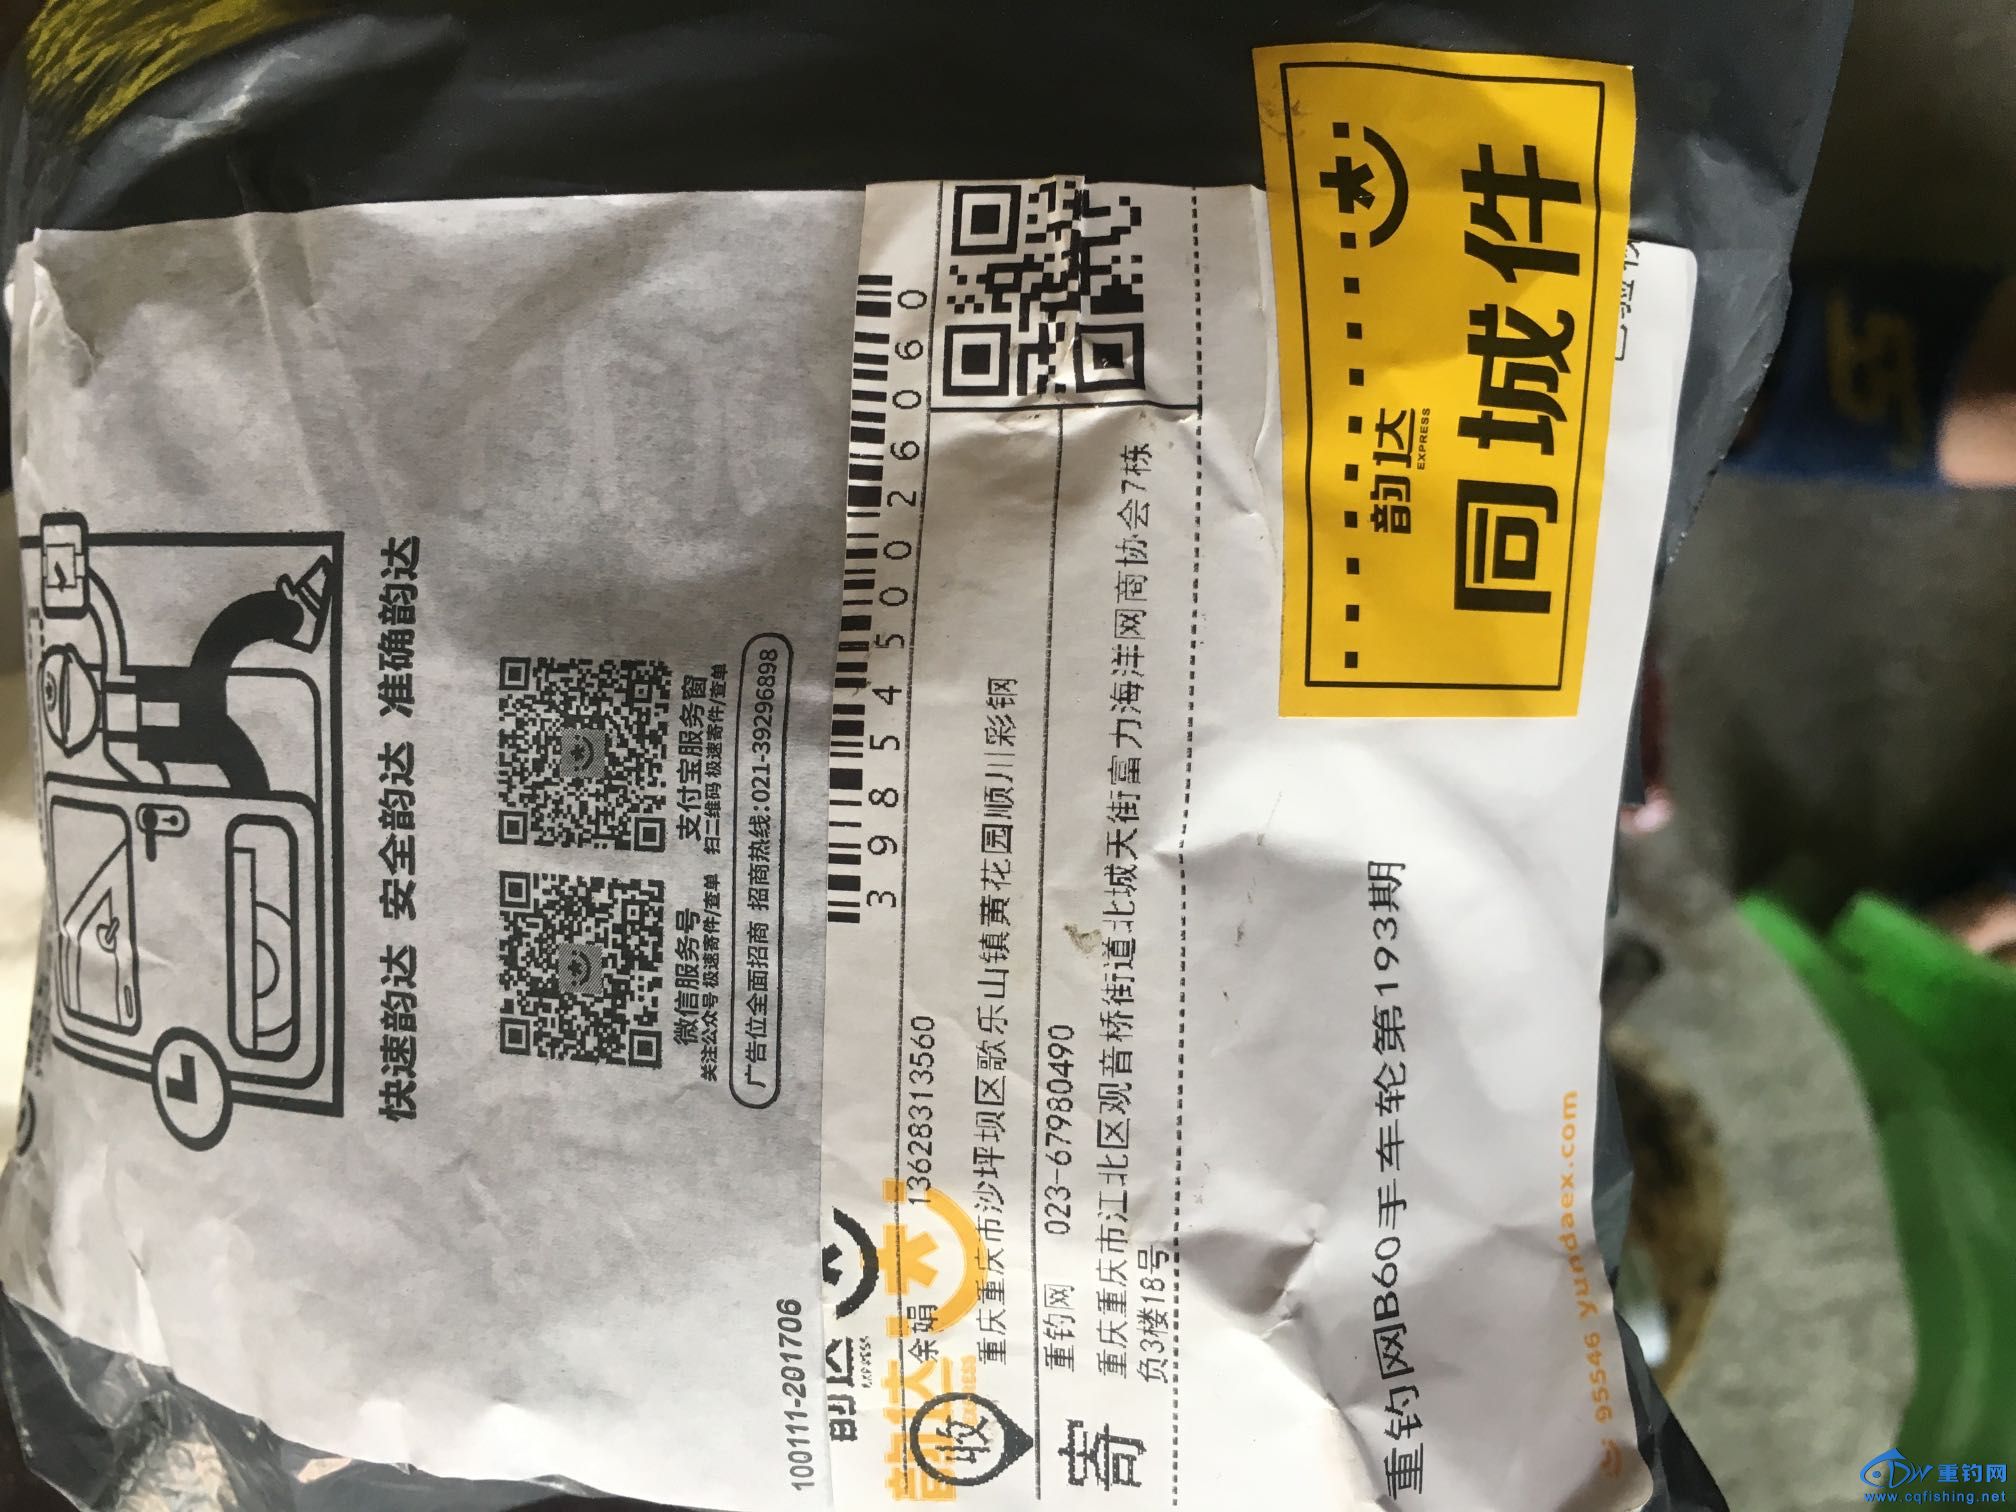 快速韵达 安全韵达 准确韵达
微信服务号
关注公众号 极速寄件/查单
支付宝服务窗
扫二维码 极速寄件/查单
广告位全面招商 招商热线:021-39296898
100111-201706
3985450026060
韵达
EXPRESS
收
余娟 13628313560
重庆重庆市沙坪坝区歌乐山镇黄花园顺川彩钢
寄
重钓网 023-67980490
重庆重庆市江北区观音桥街道北城天街富力海洋网商协会7栋
负3楼18号
韵达
EXPRESS
同城件
已验视
重钓网B60手车轮第193期
95546 yundaex.com
重钓网
www.cqfishing.net